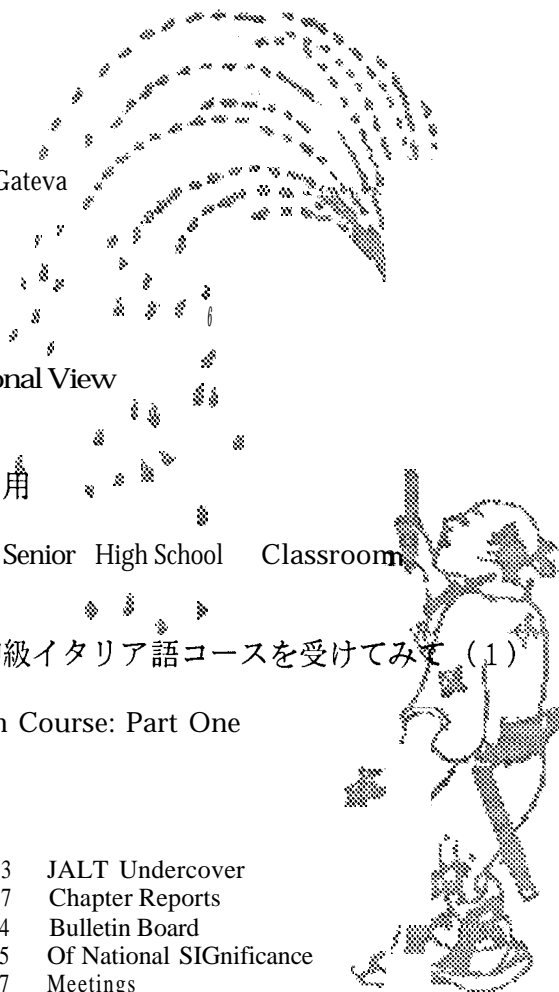 Gateva
6
onal View
用
Senior High School Classroom
級イタリア語コースを受けてみて（1）
n Course: Part One
3 JALT Undercover
7 Chapter Reports
4 Bulletin Board
5 Of National SIGnificance
7 Meetings